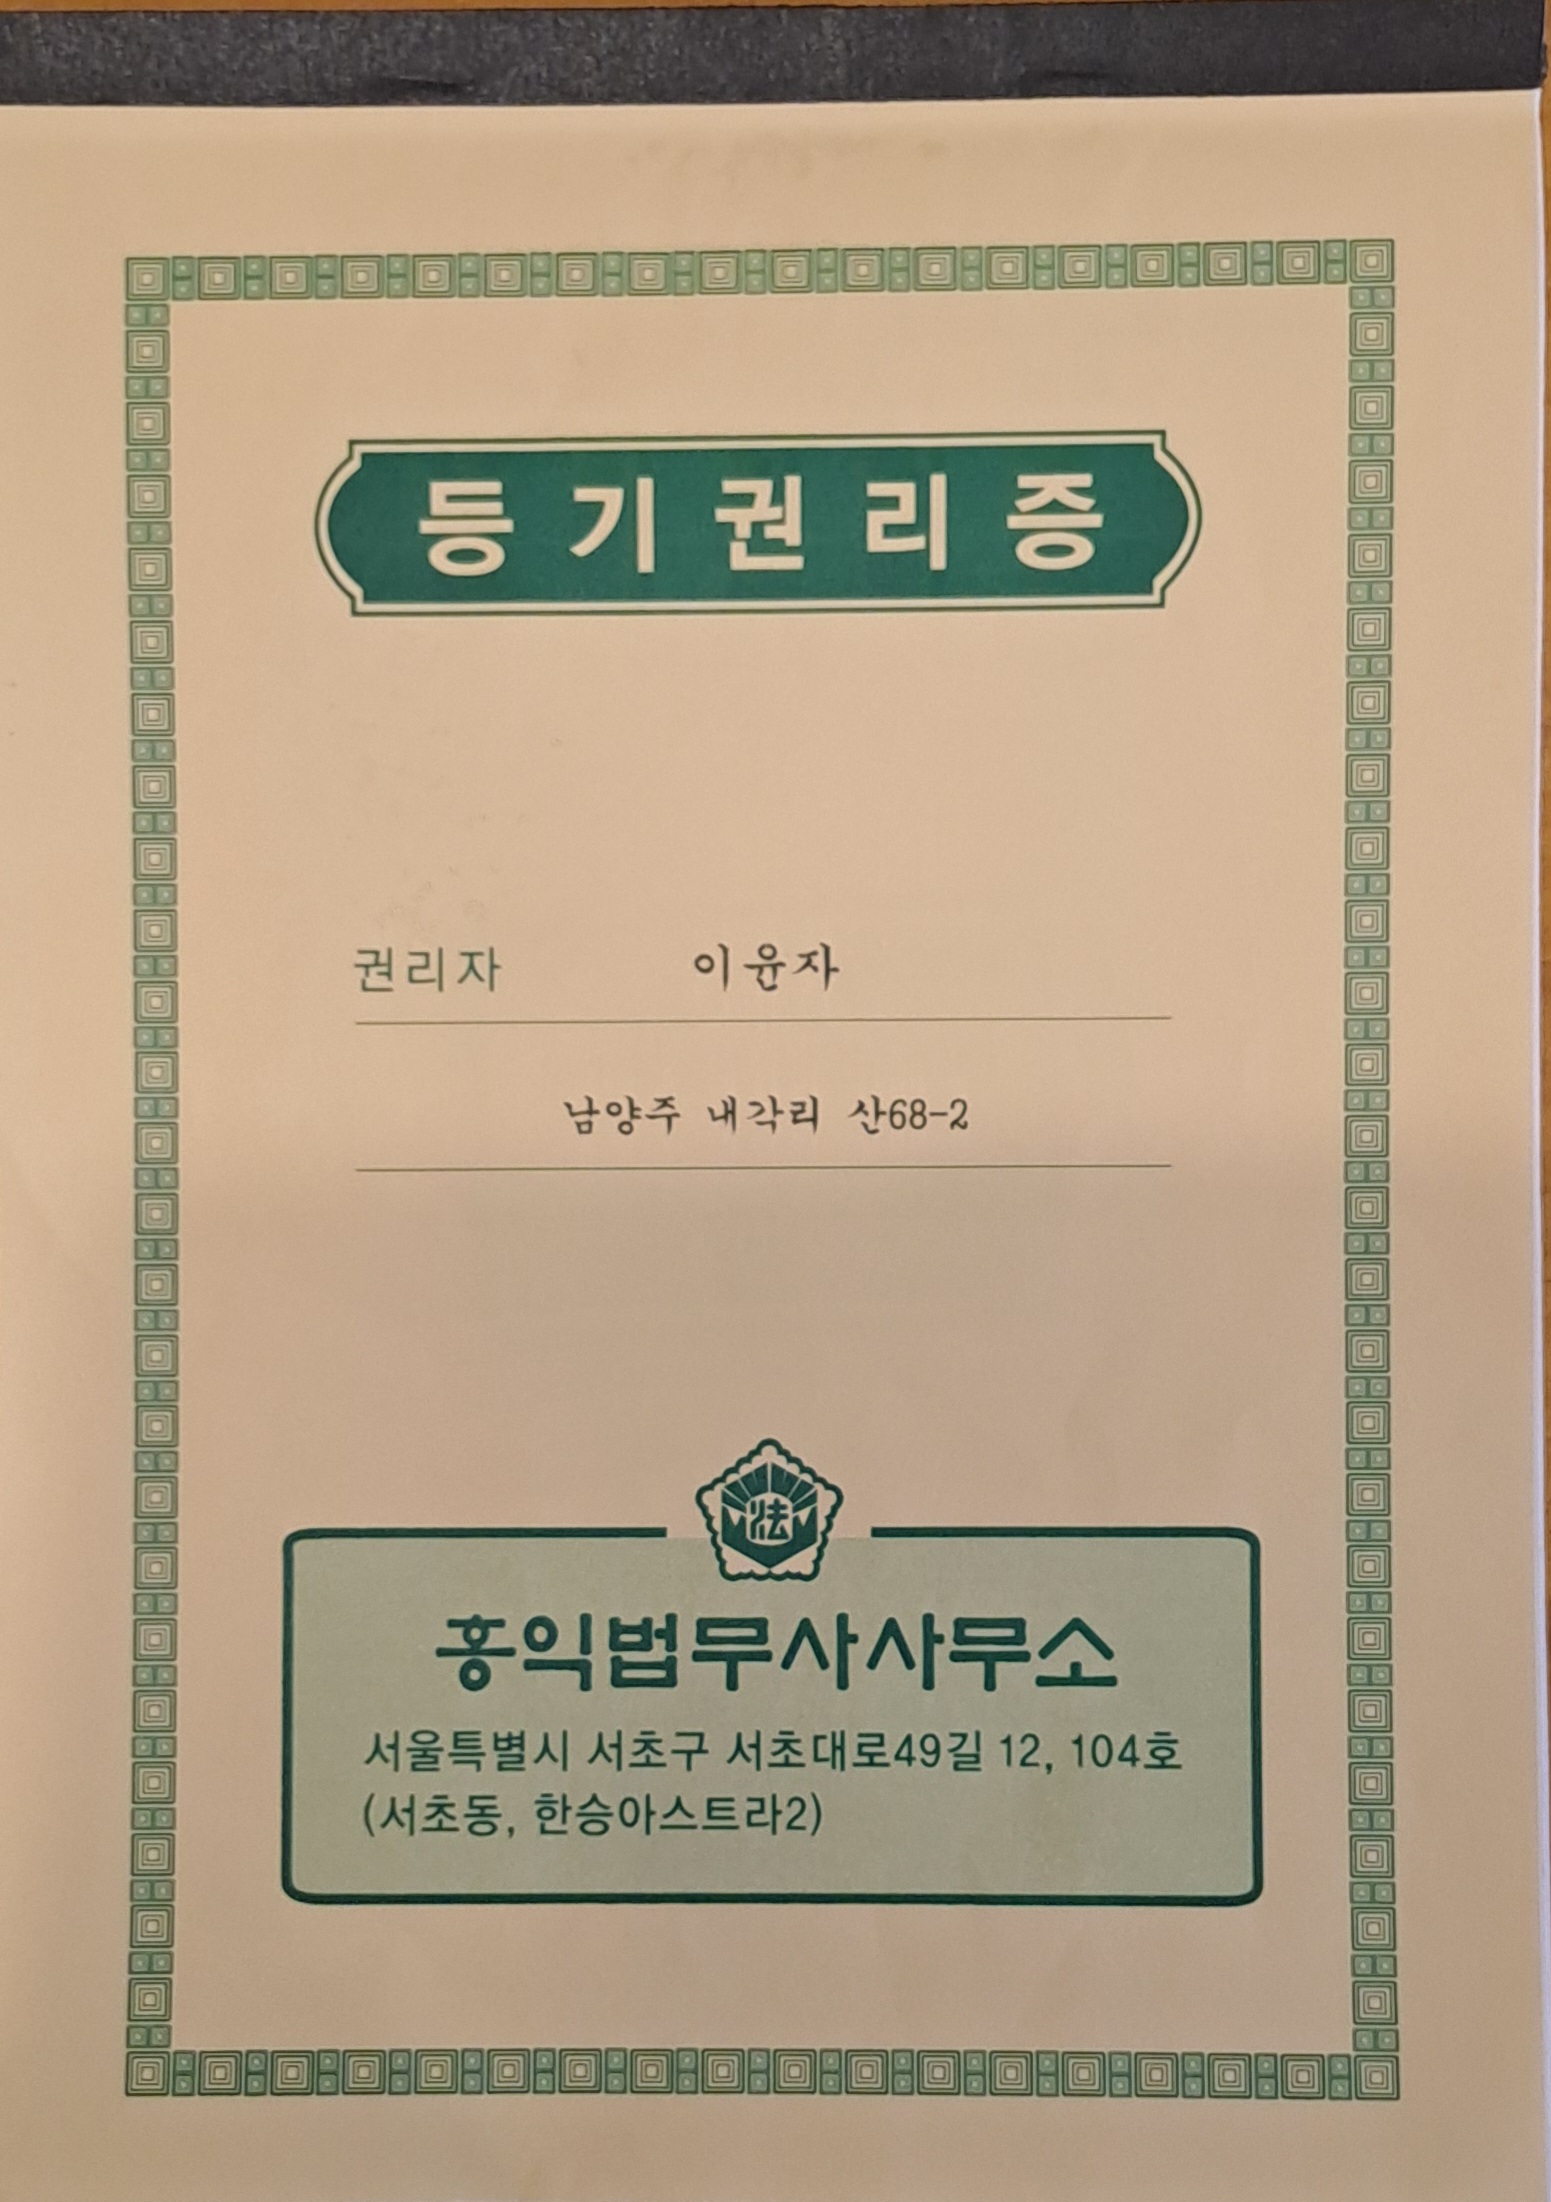 등기권리증
권리자 이윤자
남양주 내각리 산68-2
法
홍익법무사사무소
서울특별시 서초구 서초대로49길 12, 104호
(서초동, 한승아스트라2)